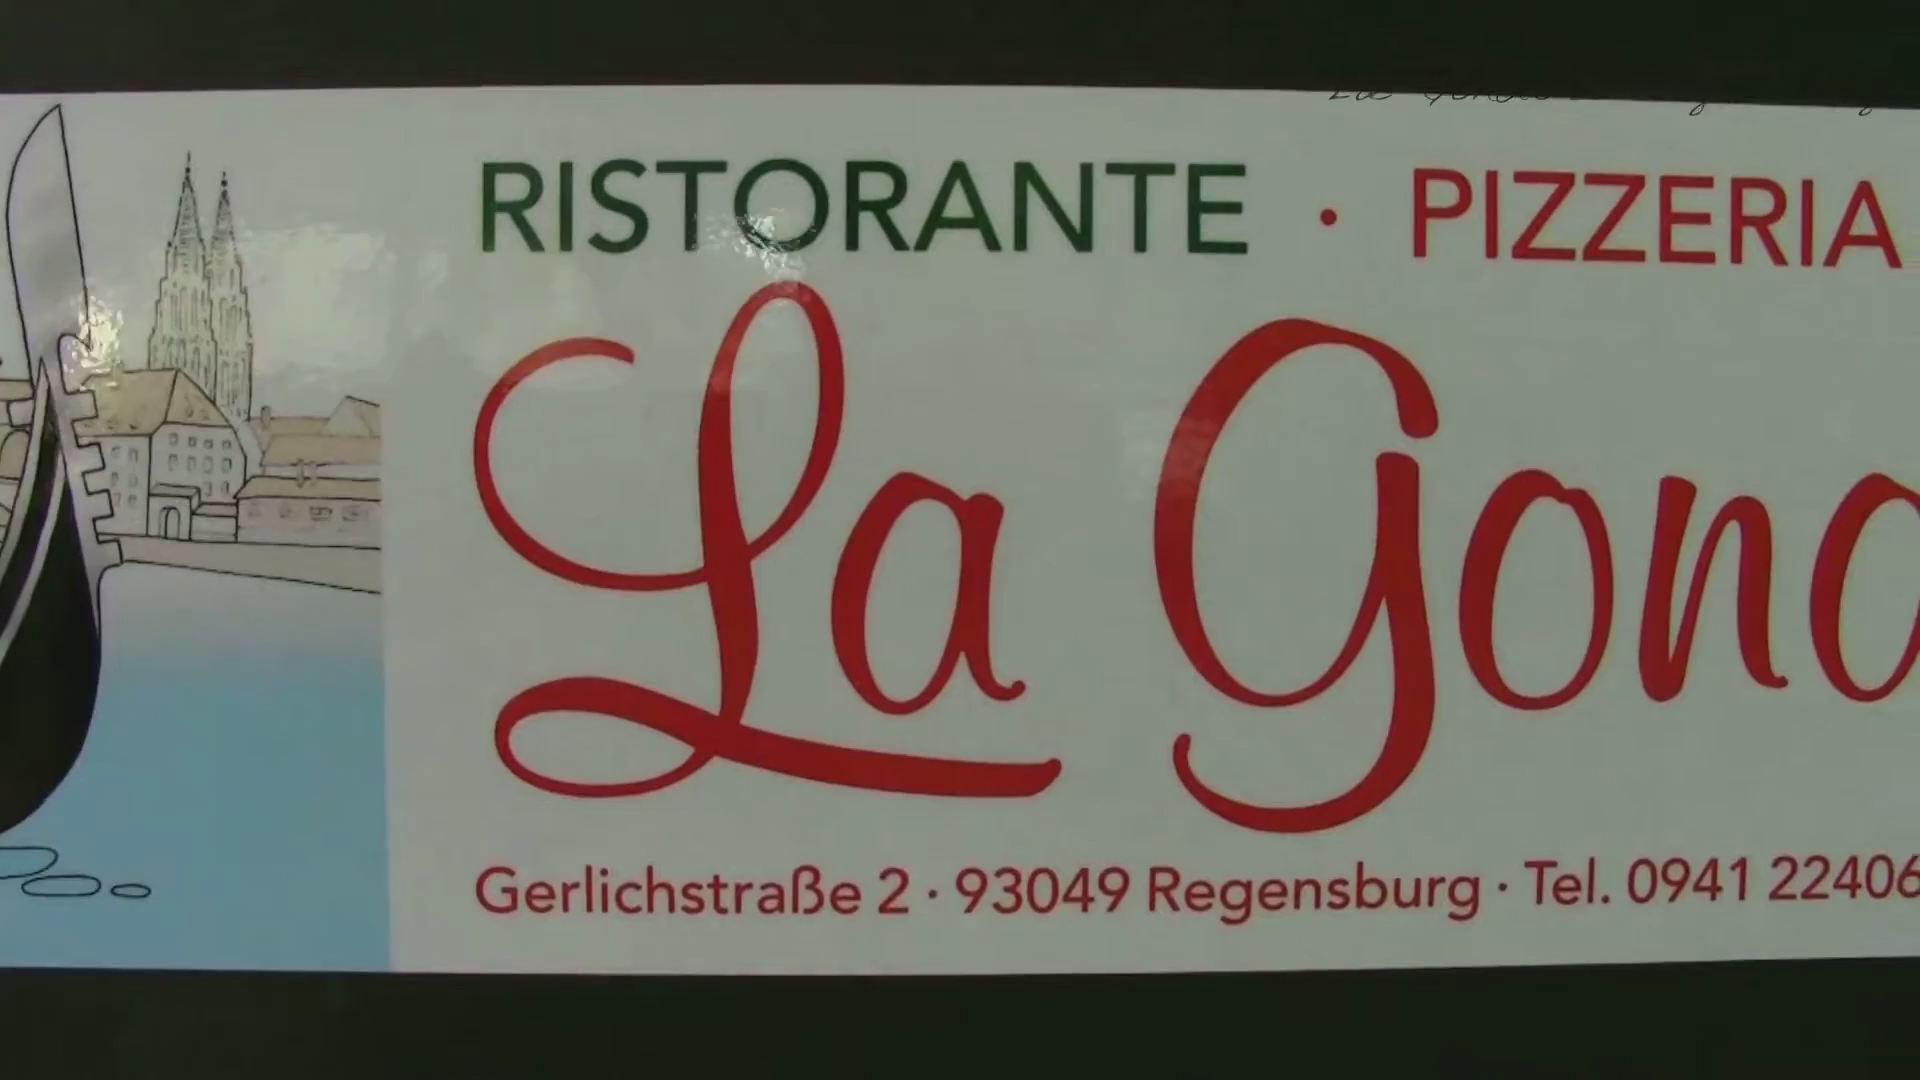 RISTORANTE · PIZZERIA
La Gond
Gerlichstraße 2 · 93049 Regensburg · Tel. 0941 22406